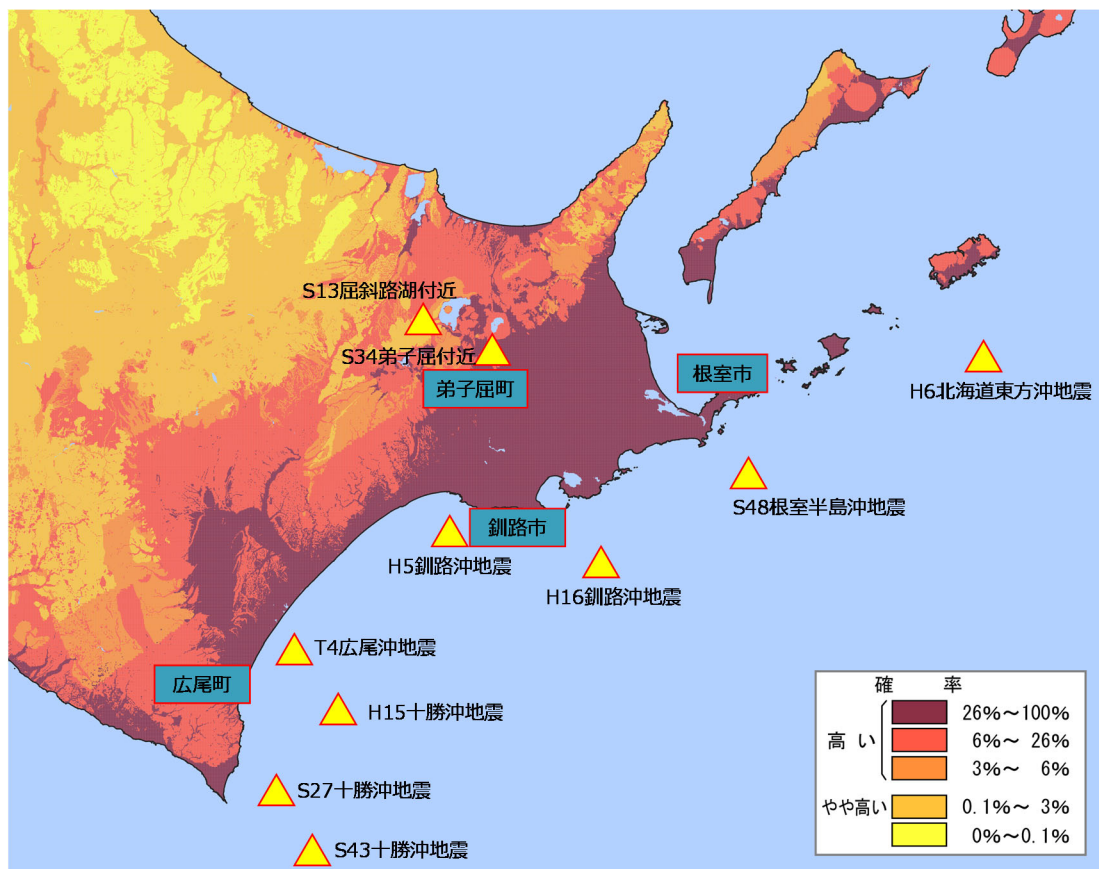 S13屈斜路湖付近
S34弟子屈付近
弟子屈町
根室市
H6北海道東方沖地震
S48根室半島沖地震
釧路市
H5釧路沖地震
H16釧路沖地震
T4広尾沖地震
広尾町
H15十勝沖地震
S27十勝沖地震
S43十勝沖地震
確 率
高い
26%～100%
6%～ 26%
3%～ 6%
やや高い
0.1%～ 3%
0%～0.1%